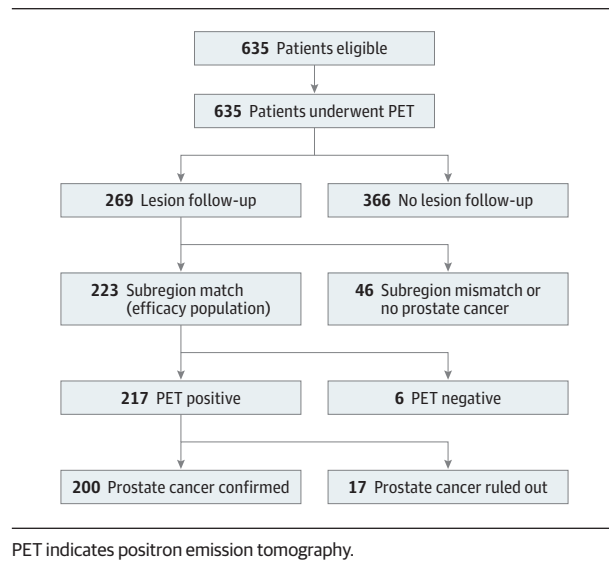 635 Patients eligible
635 Patients underwent PET
269 Lesion follow-up
366 No lesion follow-up
223 Subregion match
(efficacy population)
46 Subregion mismatch or
no prostate cancer
217 PET positive
6 PET negative
200 Prostate cancer confirmed
17 Prostate cancer ruled out
PET indicates positron emission tomography.